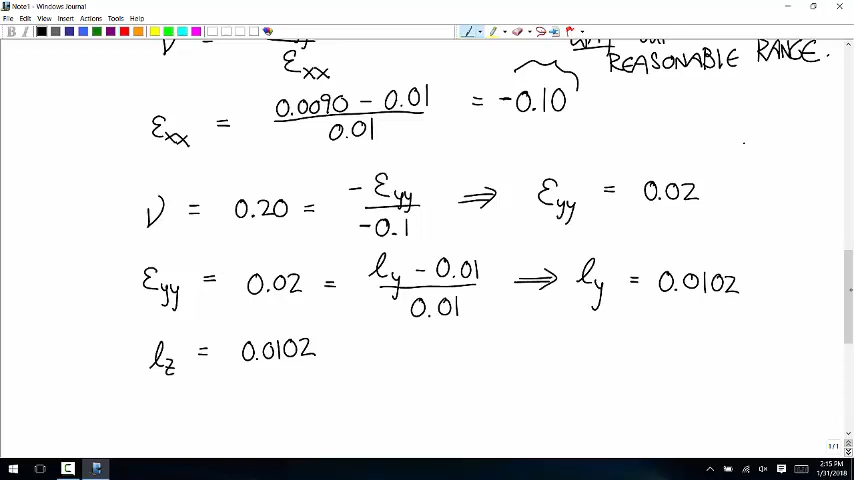 Note1 - Windows Journal
File Edit View Insert Actions Tools Help
B I
ν =
εxx
REASONABLE RANGE.
εxx = 0.0090 - 0.01 / 0.01 = -0.10
ν = 0.20 = -εyy / -0.1 ⟹ εyy = 0.02
εyy = 0.02 = ly - 0.01 / 0.01 ⟹ ly = 0.0102
lz = 0.0102
1/1
2:15 PM
1/31/2018